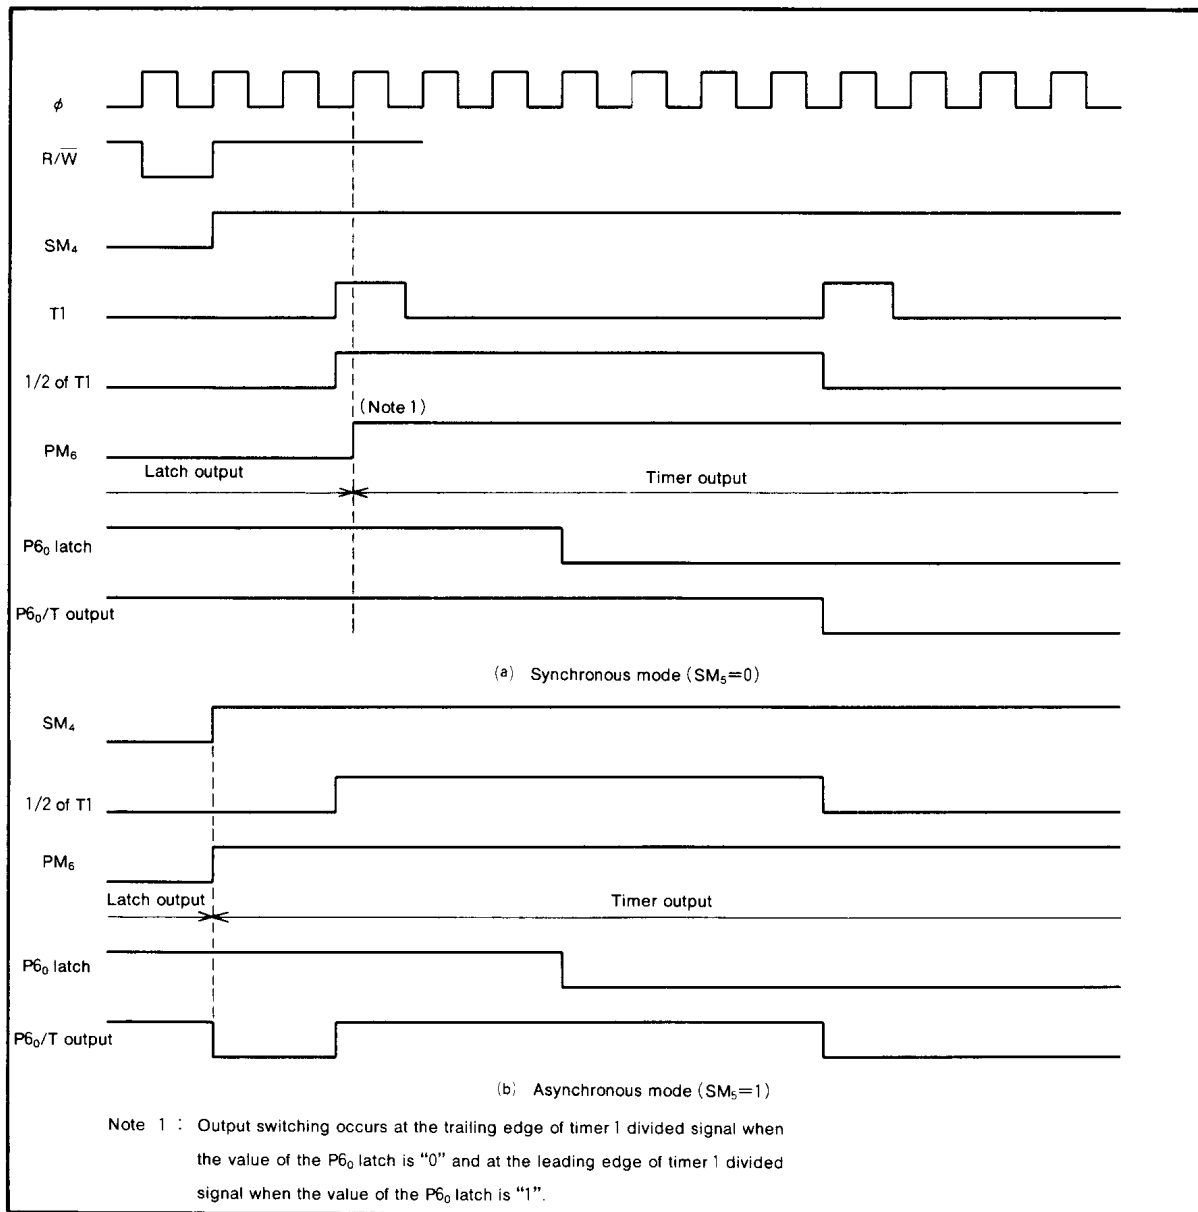 φ
R/W̅
SM₄
T1
1/2 of T1
(Note 1)
PM₆
Latch output
Timer output
P6₀ latch
P6₀/T output
(a) Synchronous mode (SM₅=0)
SM₄
1/2 of T1
PM₆
Latch output
Timer output
P6₀ latch
P6₀/T output
(b) Asynchronous mode (SM₅=1)
Note 1 : Output switching occurs at the trailing edge of timer 1 divided signal when
the value of the P6₀ latch is “0” and at the leading edge of timer 1 divided
signal when the value of the P6₀ latch is “1”.